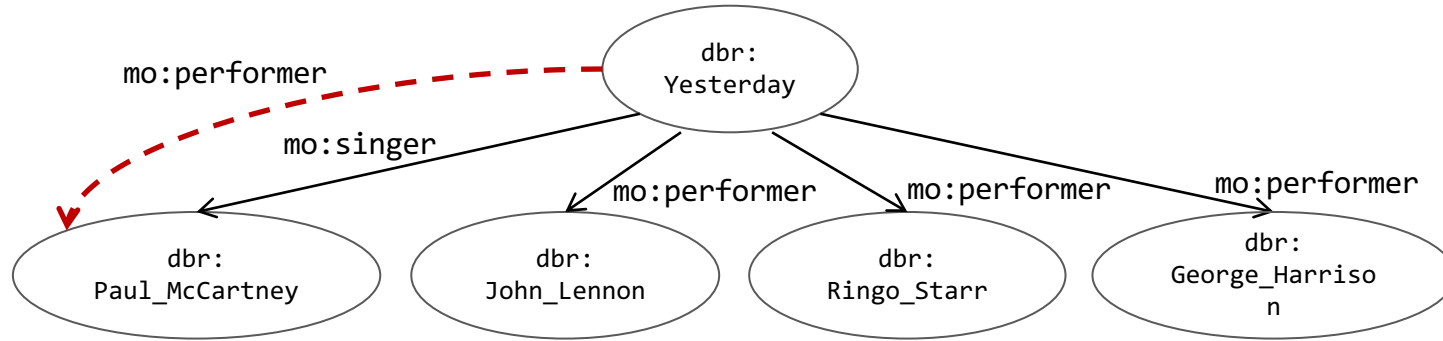 dbr:
Yesterday
mo:performer
mo:singer
mo:performer
mo:performer
mo:performer
dbr:
Paul_McCartney
dbr:
John_Lennon
dbr:
Ringo_Starr
dbr:
George_Harriso
n